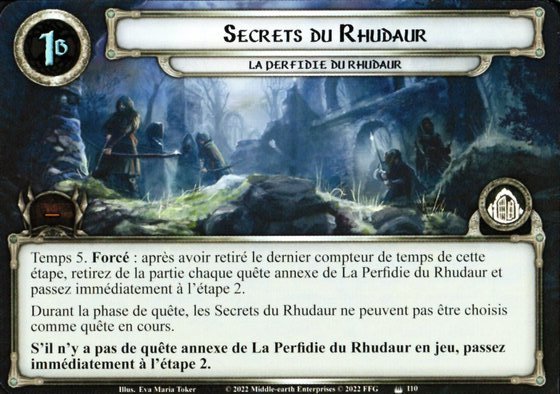 1B
Secrets du Rhudaur
La Perfidie du Rhudaur
Temps 5. Forcé : après avoir retiré le dernier compteur de temps de cette
étape, retirez de la partie chaque quête annexe de La Perfidie du Rhudaur et
passez immédiatement à l'étape 2.
Durant la phase de quête, les Secrets du Rhudaur ne peuvent pas être choisis
comme quête en cours.
S'il n'y a pas de quête annexe de La Perfidie du Rhudaur en jeu, passez
immédiatement à l'étape 2.
Illus. Eva Maria Toker © 2022 Middle-earth Enterprises © 2022 FFG 110